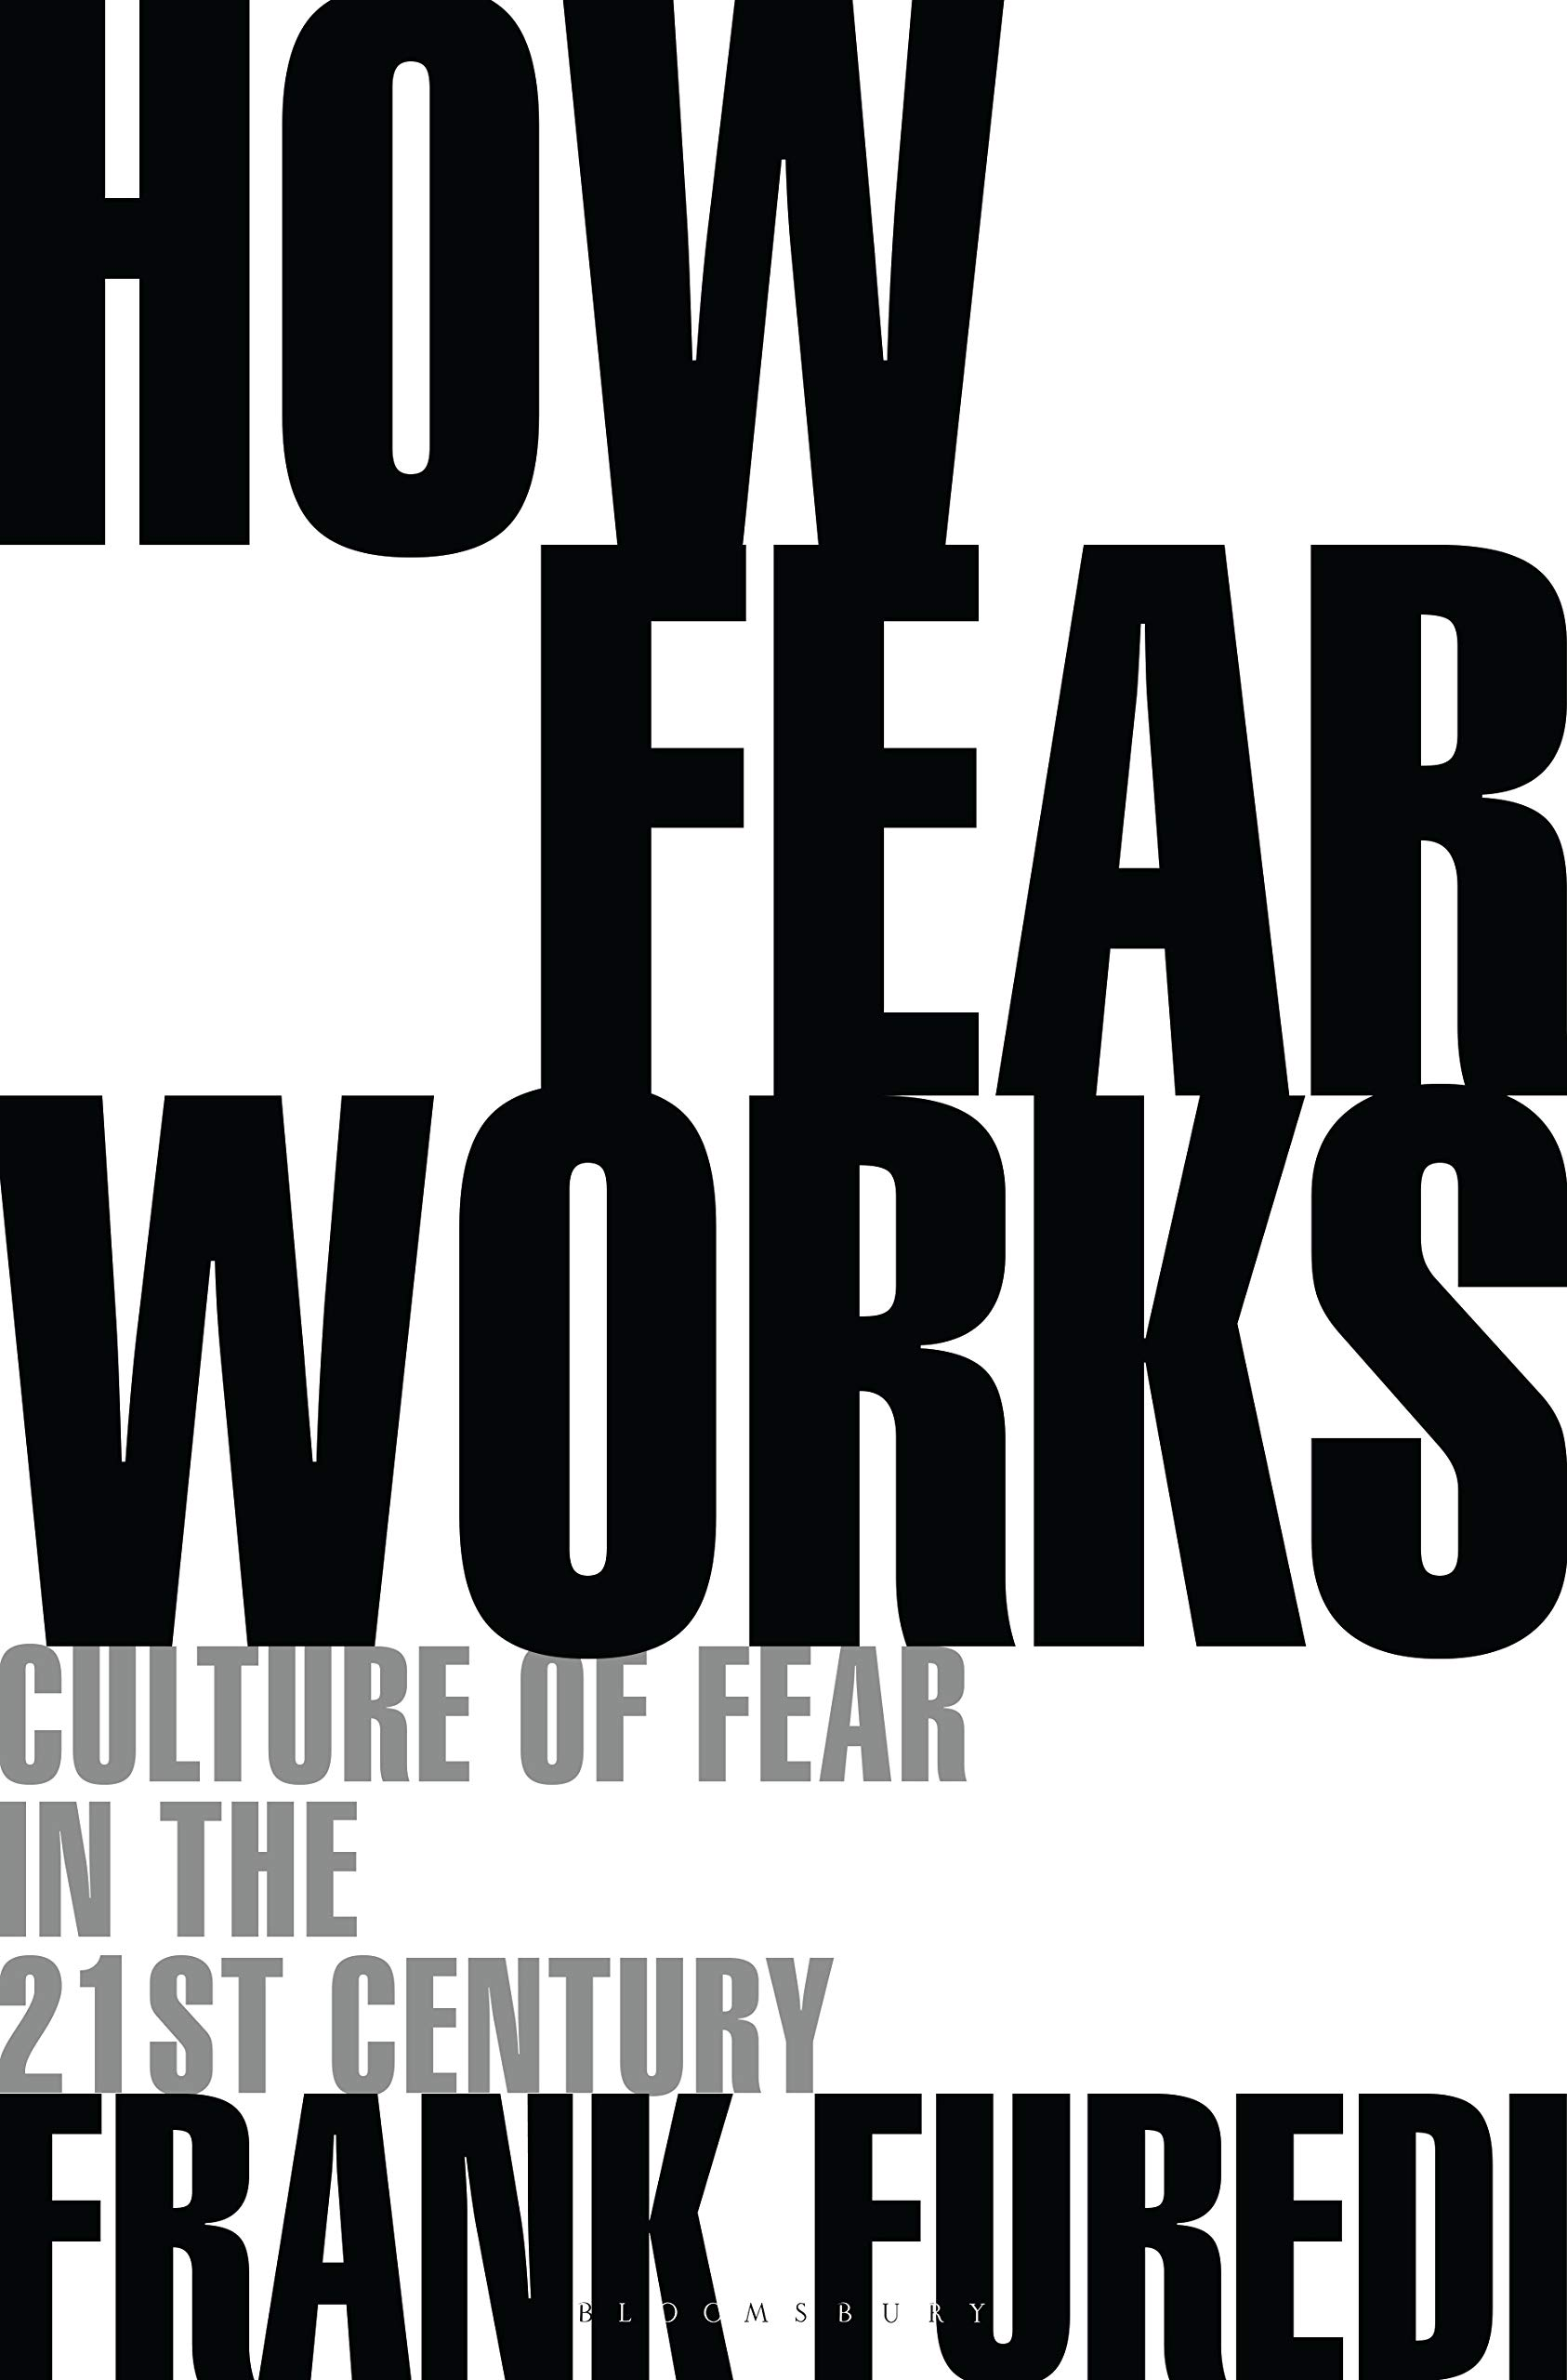 HOW
FEAR
WORKS
CULTURE OF FEAR
IN THE
21ST CENTURY
FRANK FUREDI
BLOOMSBURY